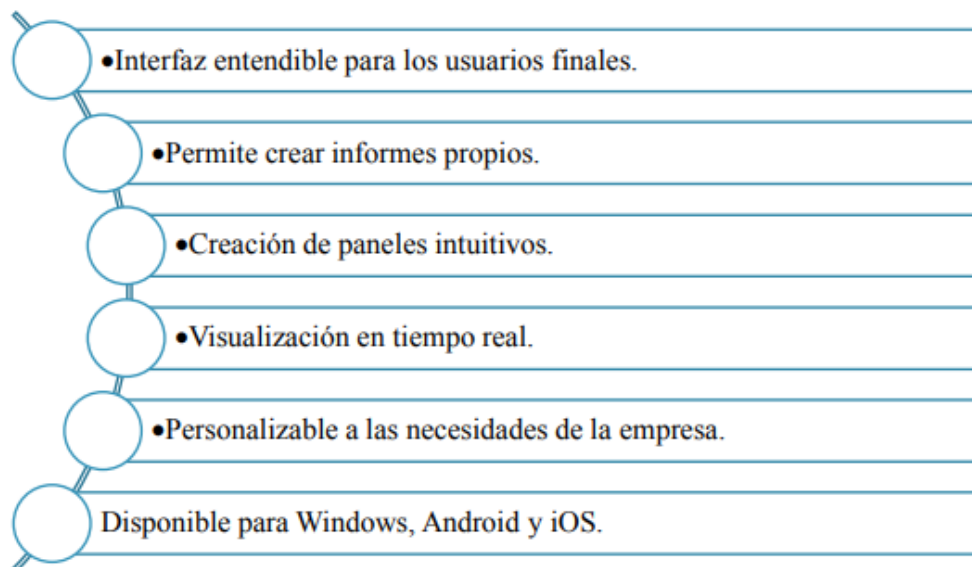 •Interfaz entendible para los usuarios finales.
•Permite crear informes propios.
•Creación de paneles intuitivos.
•Visualización en tiempo real.
•Personalizable a las necesidades de la empresa.
Disponible para Windows, Android y iOS.